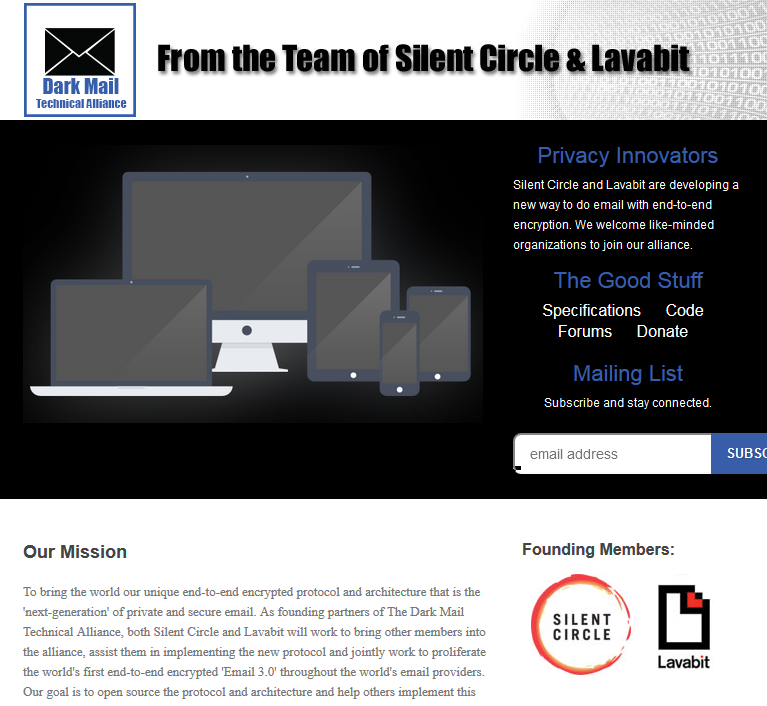 Dark Mail
Technical Alliance
From the Team of Silent Circle & Lavabit
Privacy Innovators
Silent Circle and Lavabit are developing a
new way to do email with end-to-end
encryption. We welcome like-minded
organizations to join our alliance.
The Good Stuff
Specifications Code
Forums Donate
Mailing List
Subscribe and stay connected.
email address SUBSC
Our Mission
To bring the world our unique end-to-end encrypted protocol and architecture that is the
'next-generation' of private and secure email. As founding partners of The Dark Mail
Technical Alliance, both Silent Circle and Lavabit will work to bring other members into
the alliance, assist them in implementing the new protocol and jointly work to proliferate
the world's first end-to-end encrypted 'Email 3.0' throughout the world's email providers.
Our goal is to open source the protocol and architecture and help others implement this
Founding Members:
SILENT
CIRCLE
Lavabit